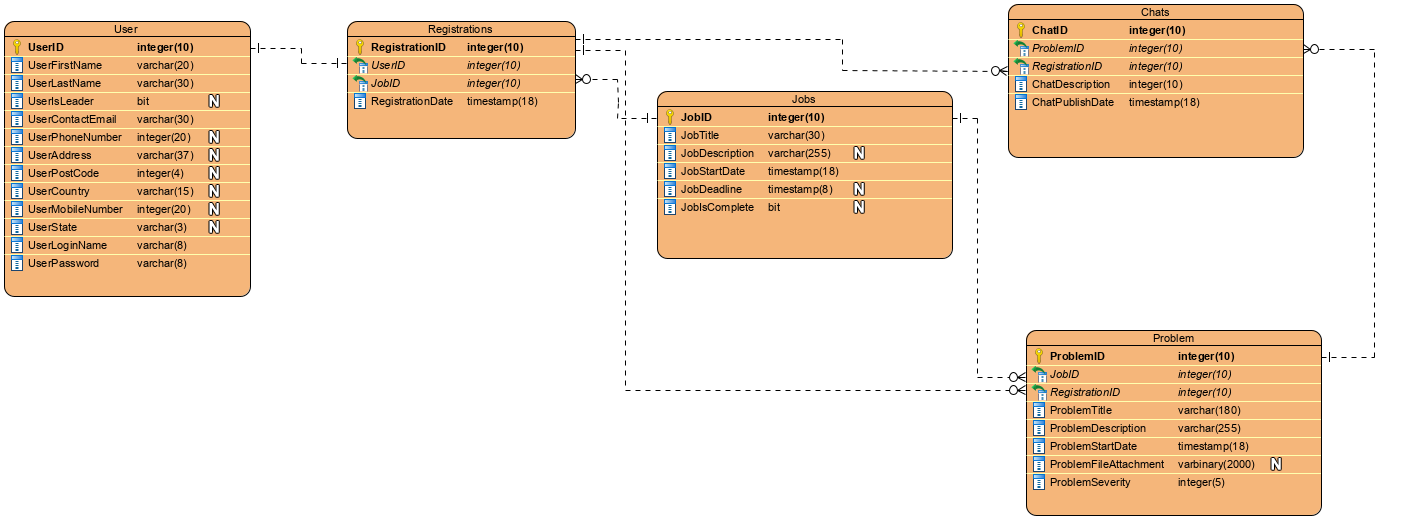 User
UserID integer(10)
UserFirstName varchar(20)
UserLastName varchar(30)
UserIsLeader bit N
UserContactEmail varchar(30)
UserPhoneNumber integer(20) N
UserAddress varchar(37) N
UserPostCode integer(4) N
UserCountry varchar(15) N
UserMobileNumber integer(20) N
UserState varchar(3) N
UserLoginName varchar(8)
UserPassword varchar(8)
Registrations
RegistrationID integer(10)
UserID integer(10)
JobID integer(10)
RegistrationDate timestamp(18)
Jobs
JobID integer(10)
JobTitle varchar(30)
JobDescription varchar(255) N
JobStartDate timestamp(18)
JobDeadline timestamp(8) N
JobIsComplete bit N
Chats
ChatID integer(10)
ProblemID integer(10)
RegistrationID integer(10)
ChatDescription integer(10)
ChatPublishDate timestamp(18)
Problem
ProblemID integer(10)
JobID integer(10)
RegistrationID integer(10)
ProblemTitle varchar(180)
ProblemDescription varchar(255)
ProblemStartDate timestamp(18)
ProblemFileAttachment varbinary(2000) N
ProblemSeverity integer(5)